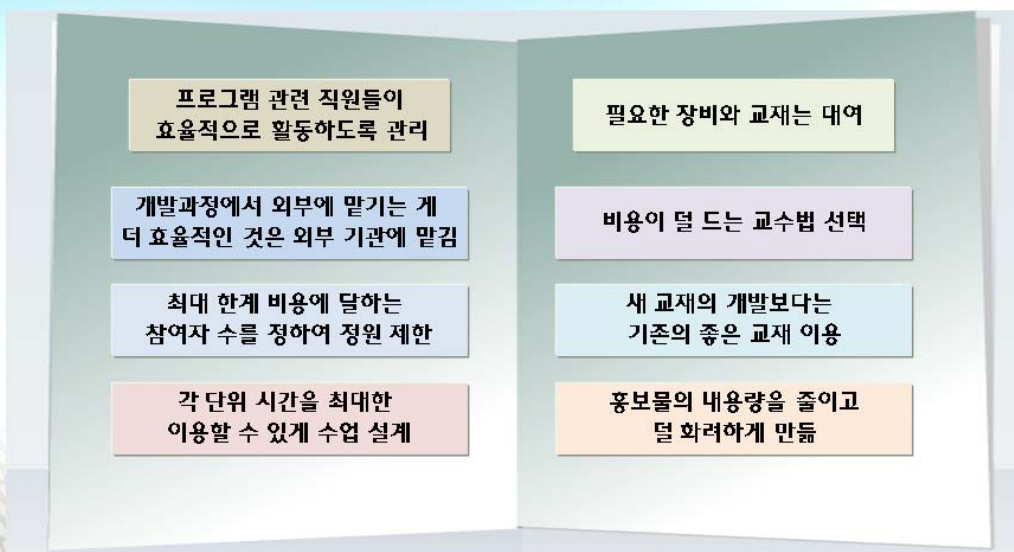 프로그램 관련 직원들이
효율적으로 활동하도록 관리
개발과정에서 외부에 맡기는 게
더 효율적인 것은 외부 기관에 맡김
최대 한계 비용에 달하는
참여자 수를 정하여 정원 제한
각 단위 시간을 최대한
이용할 수 있게 수업 설계
필요한 장비와 교재는 대여
비용이 덜 드는 교수법 선택
새 교재의 개발보다는
기존의 좋은 교재 이용
홍보물의 내용량을 줄이고
덜 화려하게 만듦